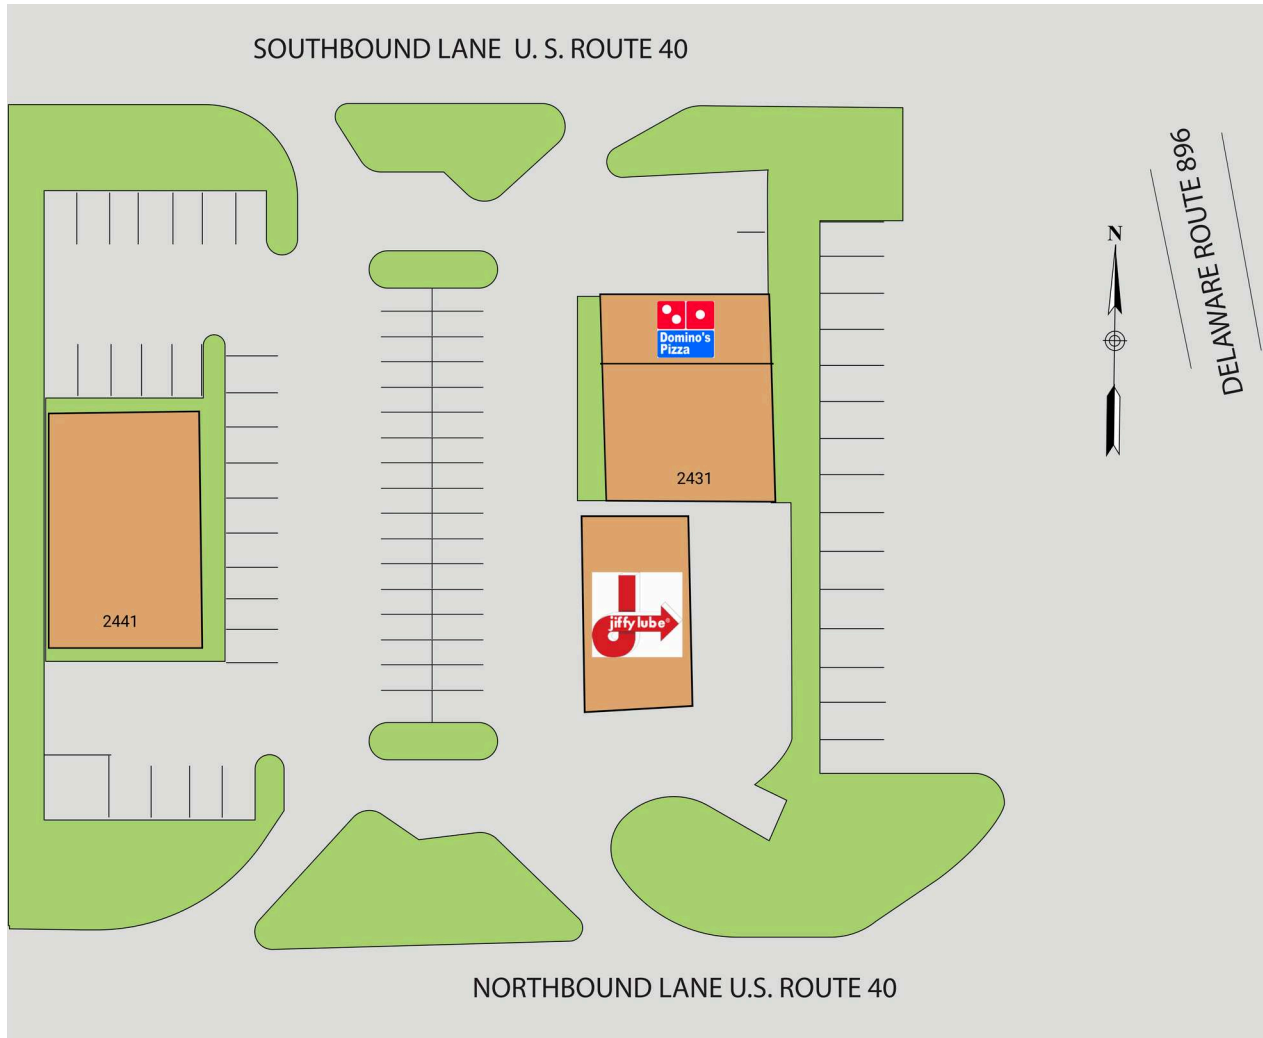 SOUTHBOUND LANE U. S. ROUTE 40
DELAWARE ROUTE 896
N
Domino's
Pizza
2431
jiffy lube®
2441
NORTHBOUND LANE U.S. ROUTE 40